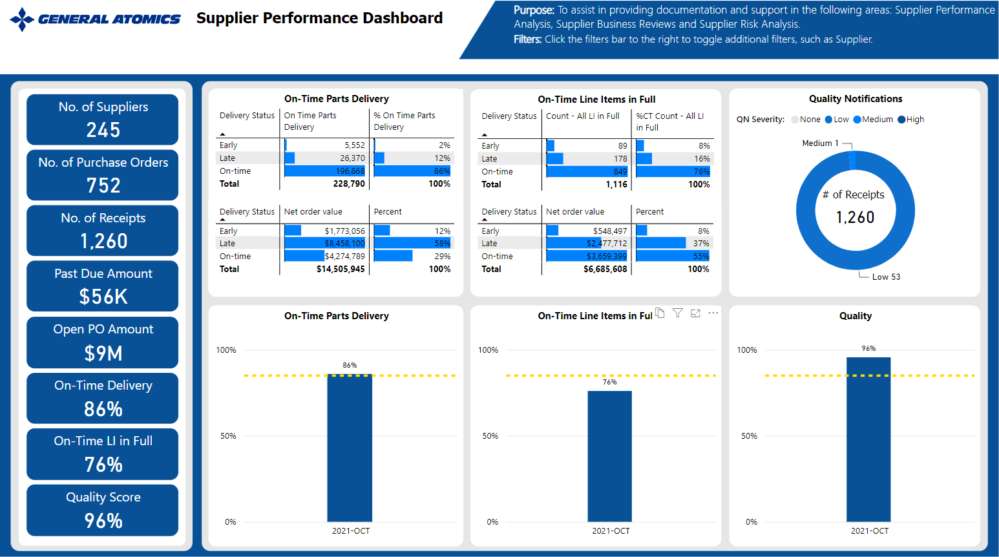 GENERAL ATOMICS
Supplier Performance Dashboard
Purpose: To assist in providing documentation and support in the following areas: Supplier Performance
Analysis, Supplier Business Reviews and Supplier Risk Analysis.
Filters: Click the filters bar to the right to toggle additional filters, such as Supplier.
No. of Suppliers
245
No. of Purchase Orders
752
No. of Receipts
1,260
Past Due Amount
$56K
Open PO Amount
$9M
On-Time Delivery
86%
On-Time LI in Full
76%
Quality Score
96%
On-Time Parts Delivery
Delivery Status On Time Parts % On Time Parts
Delivery Delivery
Early 5,552 2%
Late 26,370 12%
On-time 196,868 86%
Total 228,790 100%
Delivery Status Net order value Percent
Early $1,773,056 12%
Late $8,458,100 58%
On-time $4,274,789 29%
Total $14,505,945 100%
On-Time Line Items in Full
Delivery Status Count - All LI in Full %CT Count - All LI
in Full
Early 89 8%
Late 178 16%
On-time 849 76%
Total 1,116 100%
Delivery Status Net order value Percent
Early $548,497 8%
Late $2,477,712 37%
On-time $3,659,399 55%
Total $6,685,608 100%
Quality Notifications
QN Severity: None Low Medium High
Medium 1
# of Receipts
1,260
Low 53
On-Time Parts Delivery
100%
86%
50%
0%
2021-OCT
On-Time Line Items in Ful
100%
76%
50%
0%
2021-OCT
Quality
96%
100%
50%
0%
2021-OCT